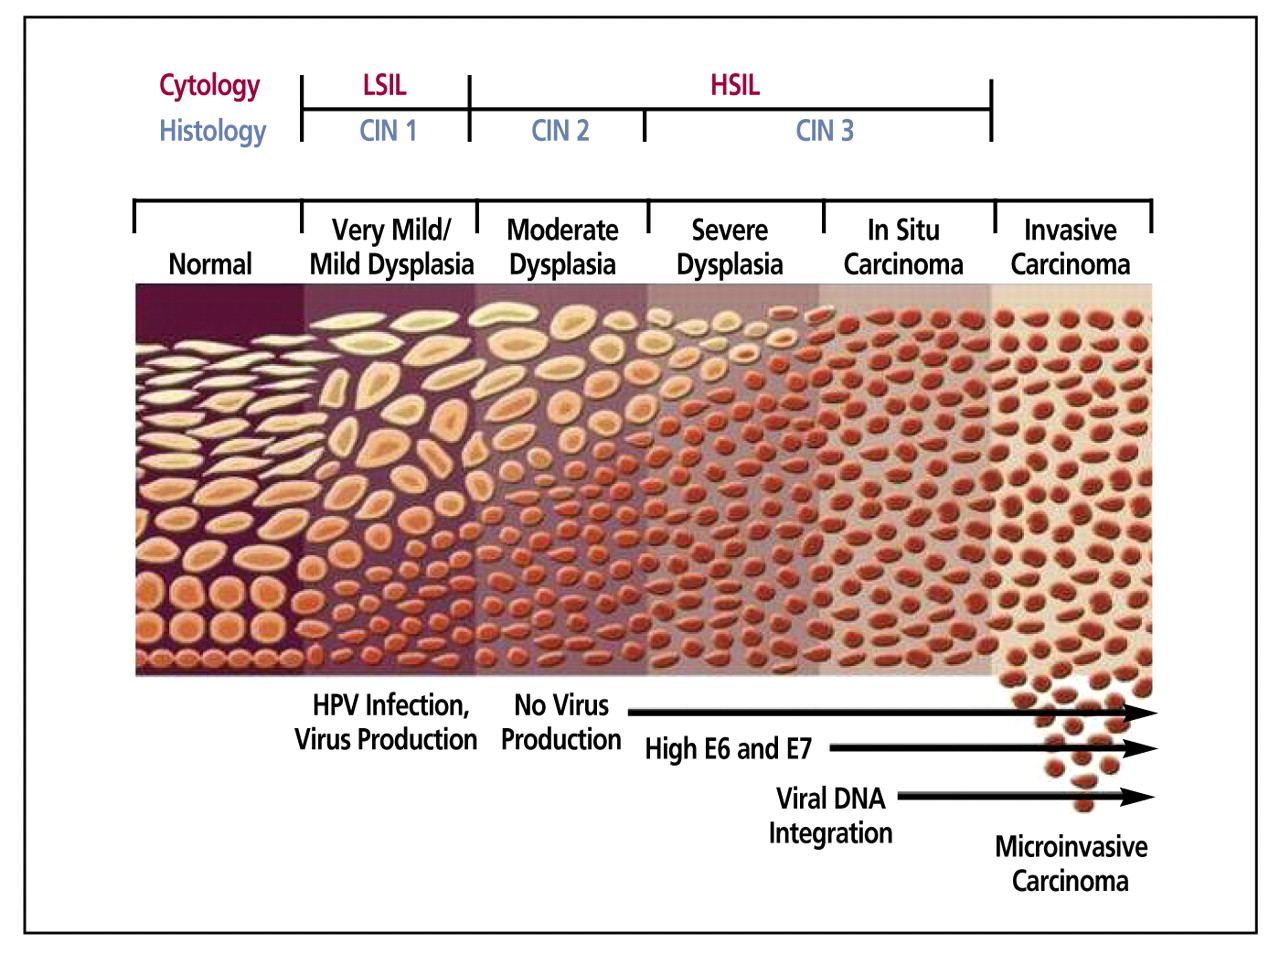 Cytology LSIL HSIL
Histology CIN 1 CIN 2 CIN 3
Normal
Very Mild/
Mild Dysplasia
Moderate
Dysplasia
Severe
Dysplasia
In Situ
Carcinoma
Invasive
Carcinoma
HPV Infection,
Virus Production
No Virus
Production
High E6 and E7
Viral DNA
Integration
Microinvasive
Carcinoma